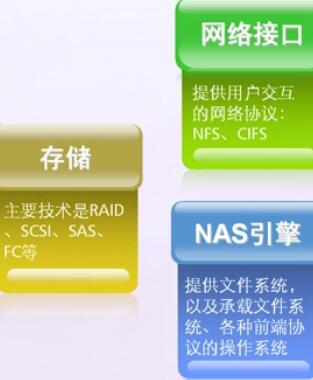 网络接口
提供用户交互
的网络协议：
NFS、CIFS
存储
主要技术是RAID
、SCSI、SAS、
FC等
NAS引擎
提供文件系统，
以及承载文件系
统、各种前端协
议的操作系统